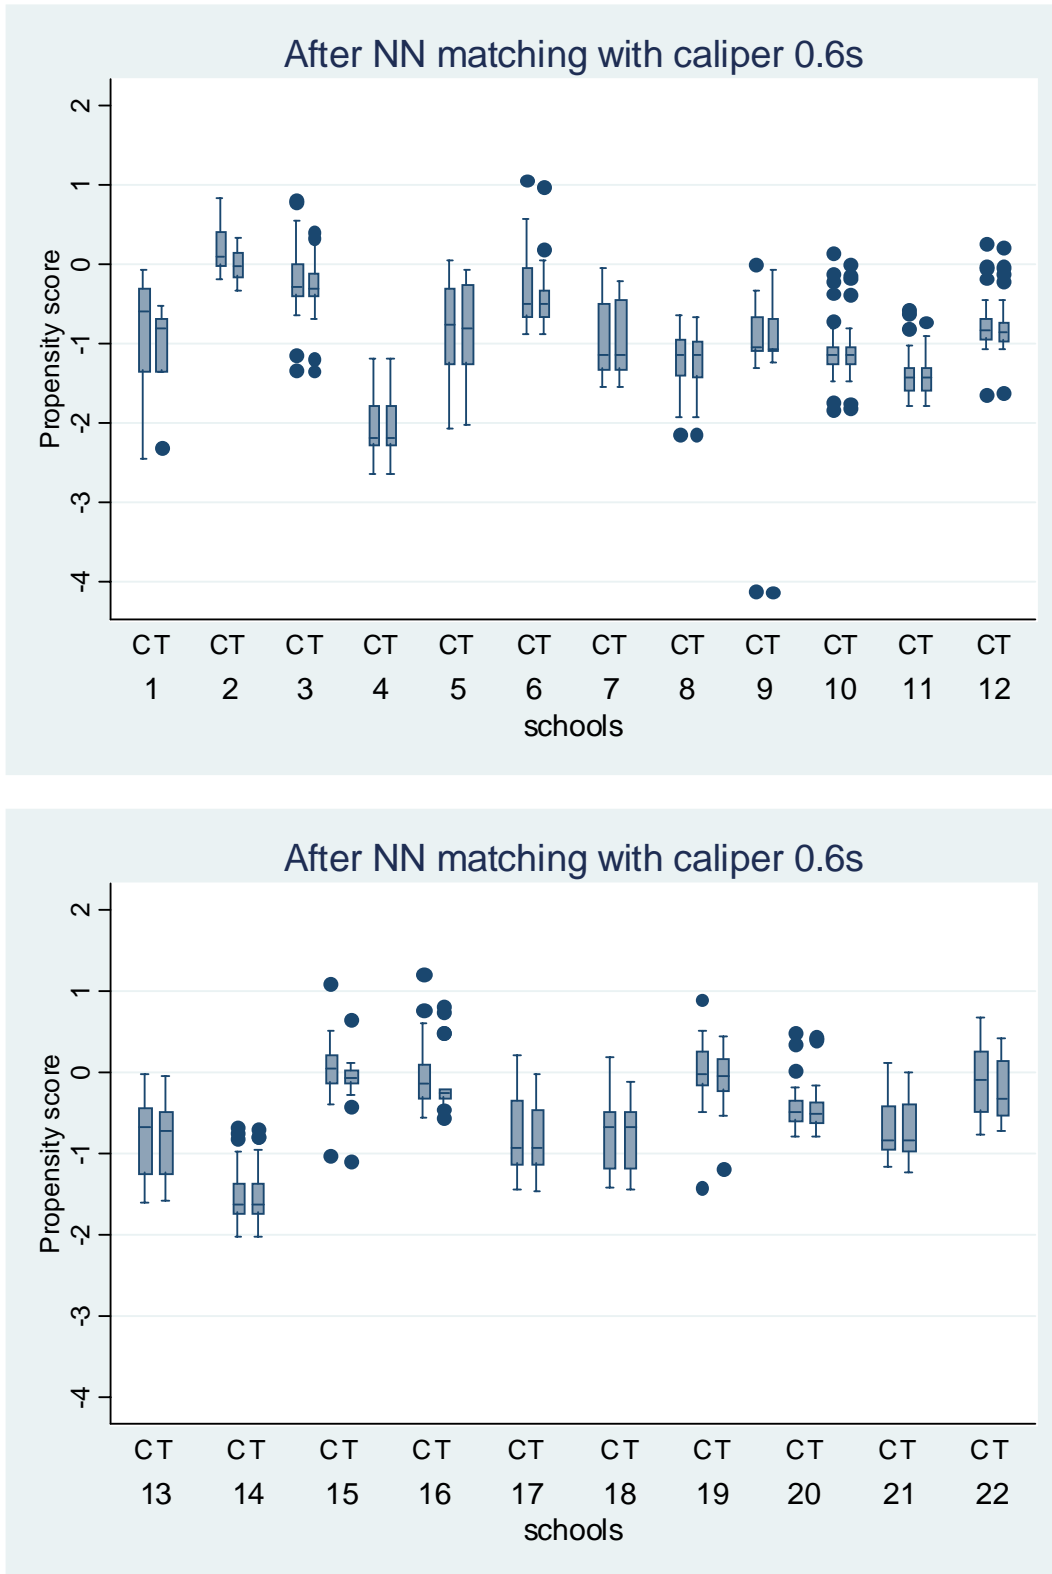 After NN matching with caliper 0.6s
Propensity score
2
1
0
-1
-2
-3
-4
C T C T C T C T C T C T C T C T C T C T C T C T
1 2 3 4 5 6 7 8 9 10 11 12
schools
After NN matching with caliper 0.6s
Propensity score
2
1
0
-1
-2
-3
-4
C T C T C T C T C T C T C T C T C T C T
13 14 15 16 17 18 19 20 21 22
schools